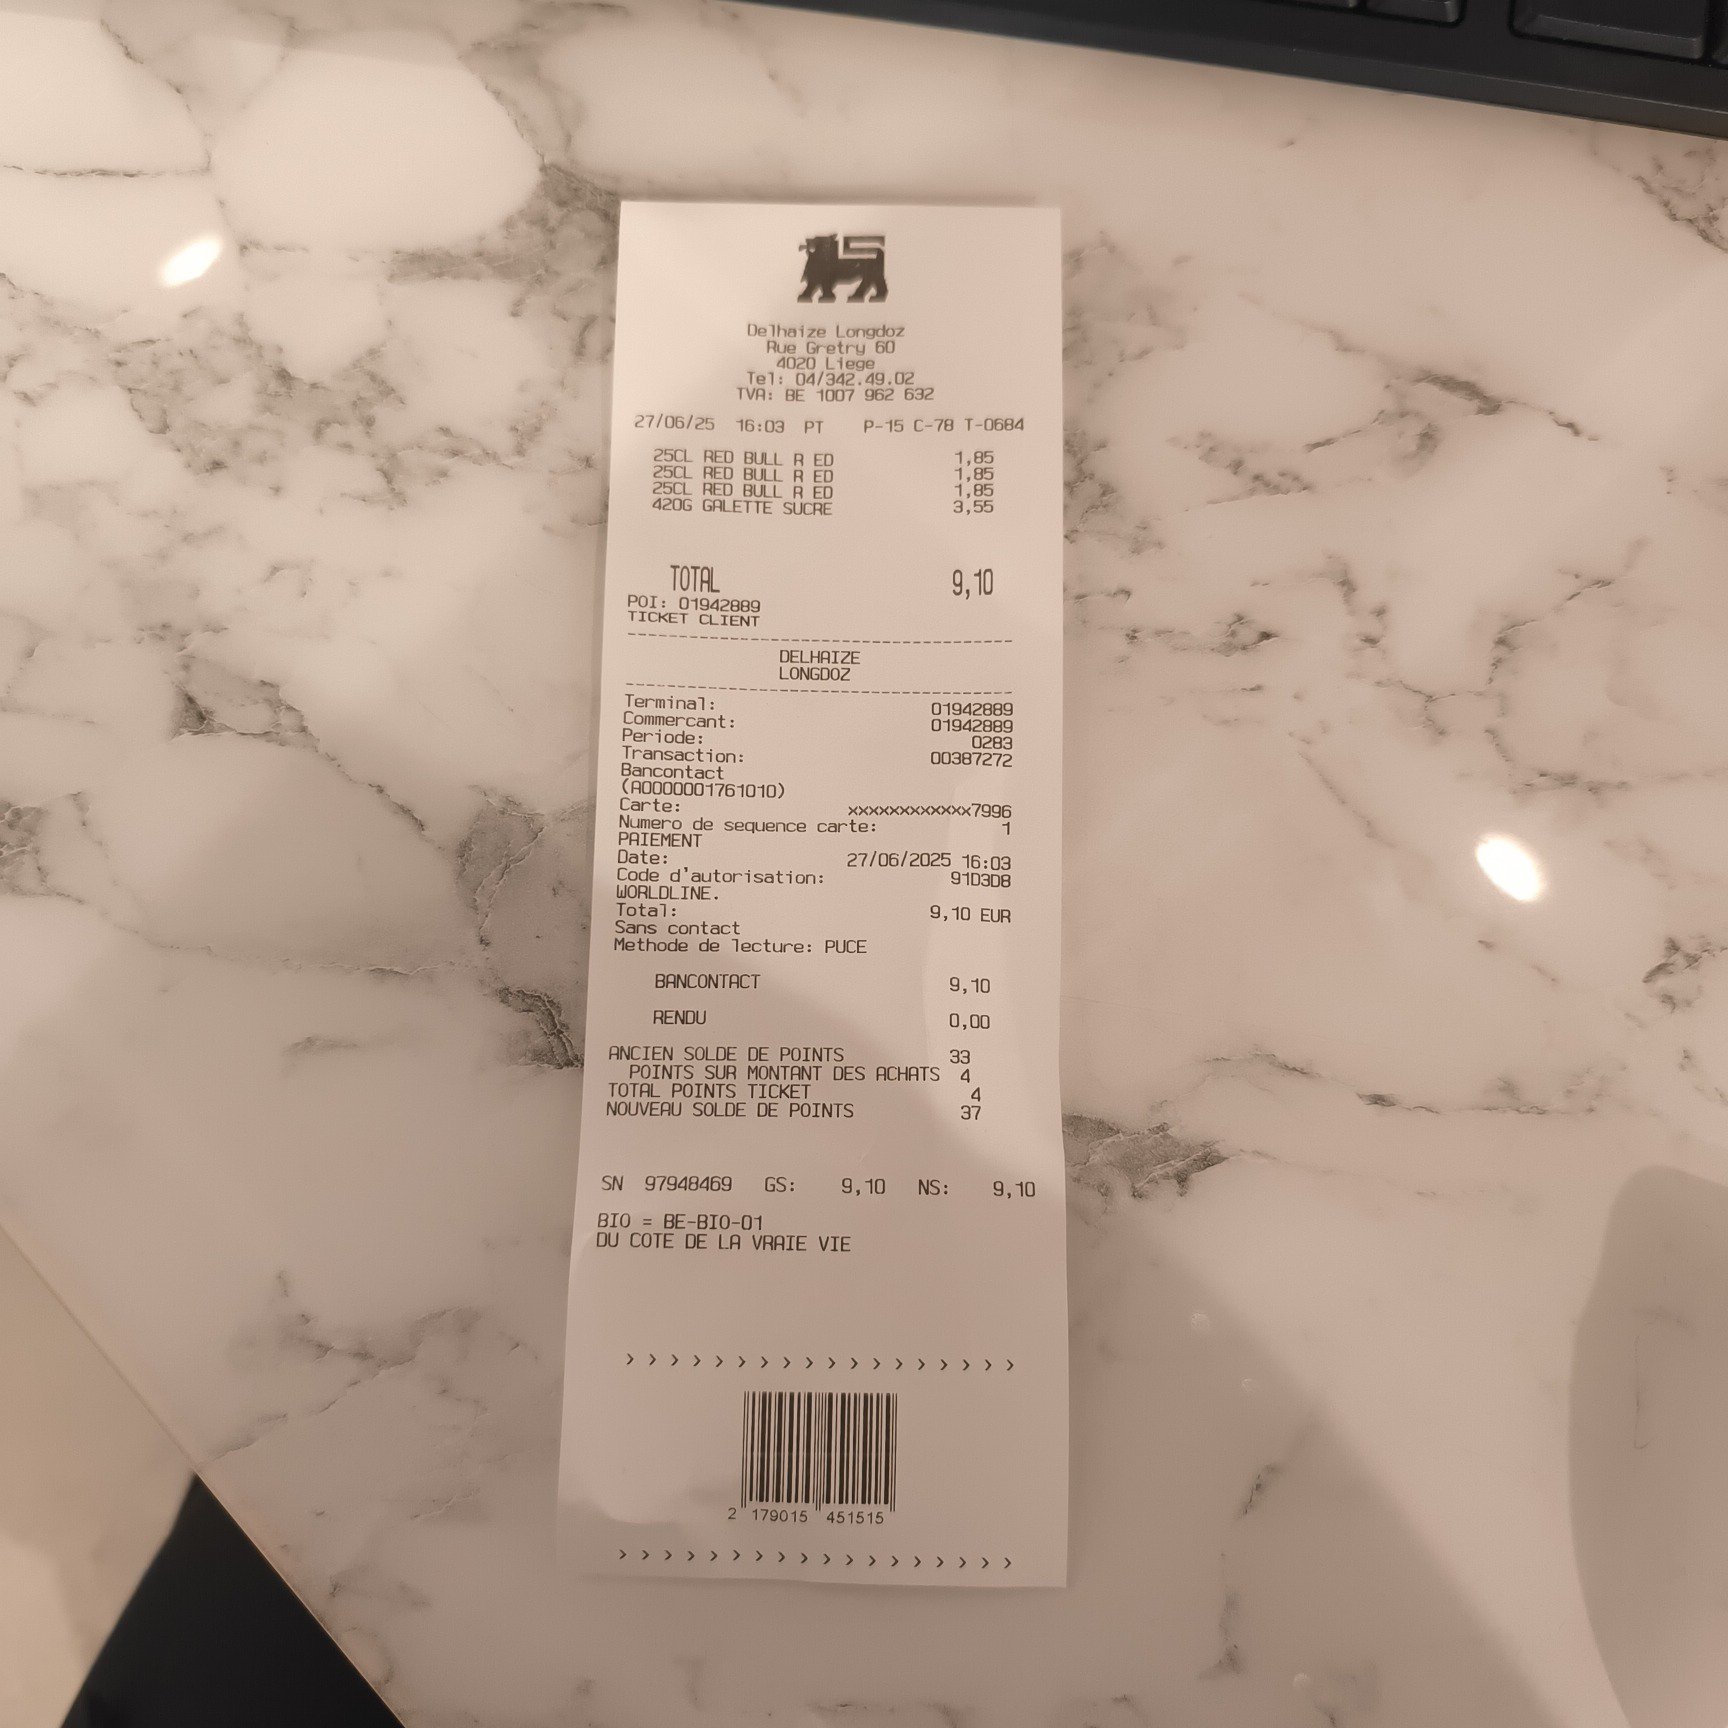 Delhaize Longdoz
Rue Gretry 60
4020 Liege
Tel: 04/342.49.02
TVA: BE 1007 962 632
27/06/25 16:03 PT P-15 C-78 T-0684
25CL RED BULL R ED 1,85
25CL RED BULL R ED 1,85
25CL RED BULL R ED 1,85
420G GALETTE SUCRE 3,55
TOTAL 9,10
POI: 01942889
TICKET CLIENT
DELHAIZE
LONGDOZ
Terminal: 01942889
Commercant: 01942889
Periode: 0283
Transaction: 00387272
Bancontact
(A0000001761010)
Carte: xxxxxxxxxxxx7996
Numero de sequence carte: 1
PAIEMENT
Date: 27/06/2025 16:03
Code d'autorisation: 91D3D8
WORLDLINE.
Total: 9,10 EUR
Sans contact
Methode de lecture: PUCE
BANCONTACT 9,10
RENDU 0,00
ANCIEN SOLDE DE POINTS 33
POINTS SUR MONTANT DES ACHATS 4
TOTAL POINTS TICKET 4
NOUVEAU SOLDE DE POINTS 37
SN 97948469 GS: 9,10 NS: 9,10
BIO = BE-BIO-01
DU COTE DE LA VRAIE VIE
› › › › › › › › › › › › › › › › › ›
2 179015 451515
› › › › › › › › › › › › › › › › › ›